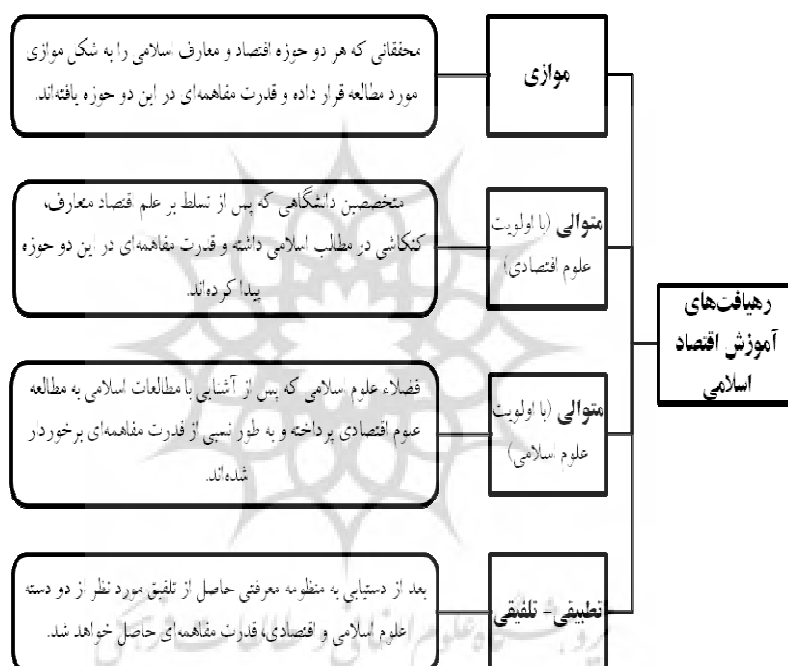 رهیافت‌های
آموزش اقتصاد
اسلامی
موازی
محققانی که هر دو حوزه اقتصاد و معارف اسلامی را به شکل موازی
مورد مطالعه قرار داده و قدرت مفاهمه‌ای در این دو حوزه یافته‌اند.
متوالی (با اولویت
علوم اقتصادی)
متخصصین دانشگاهی که پس از تسلط بر علم اقتصاد متعارف،
کنکاشی در مطالب اسلامی داشته و قدرت مفاهمه‌ای در این دو حوزه
پیدا کرده‌اند.
متوالی (با اولویت
علوم اسلامی)
فضلاء علوم اسلامی که پس از آشنایی با مطالعات اسلامی به مطالعه
علوم اقتصادی پرداخته و به طور نسبی از قدرت مفاهمه‌ای برخوردار
شده‌اند.
تطبیقی- تلفیقی
بعد از دستیابی به منظومه معرفتی حاصل از تلفیق مورد نظر از دو دسته
علوم اسلامی و اقتصادی، قدرت مفاهمه‌ای حاصل خواهد شد.
پژوهشگاه علوم انسانی و مطالعات فرهنگی